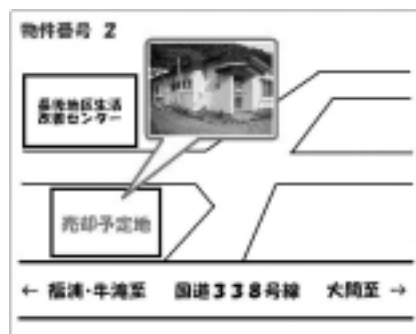 物件番号 2
長後地区生活
改善センター
売却予定地
← 福浦・牛滝至 国道338号線 大間至 →